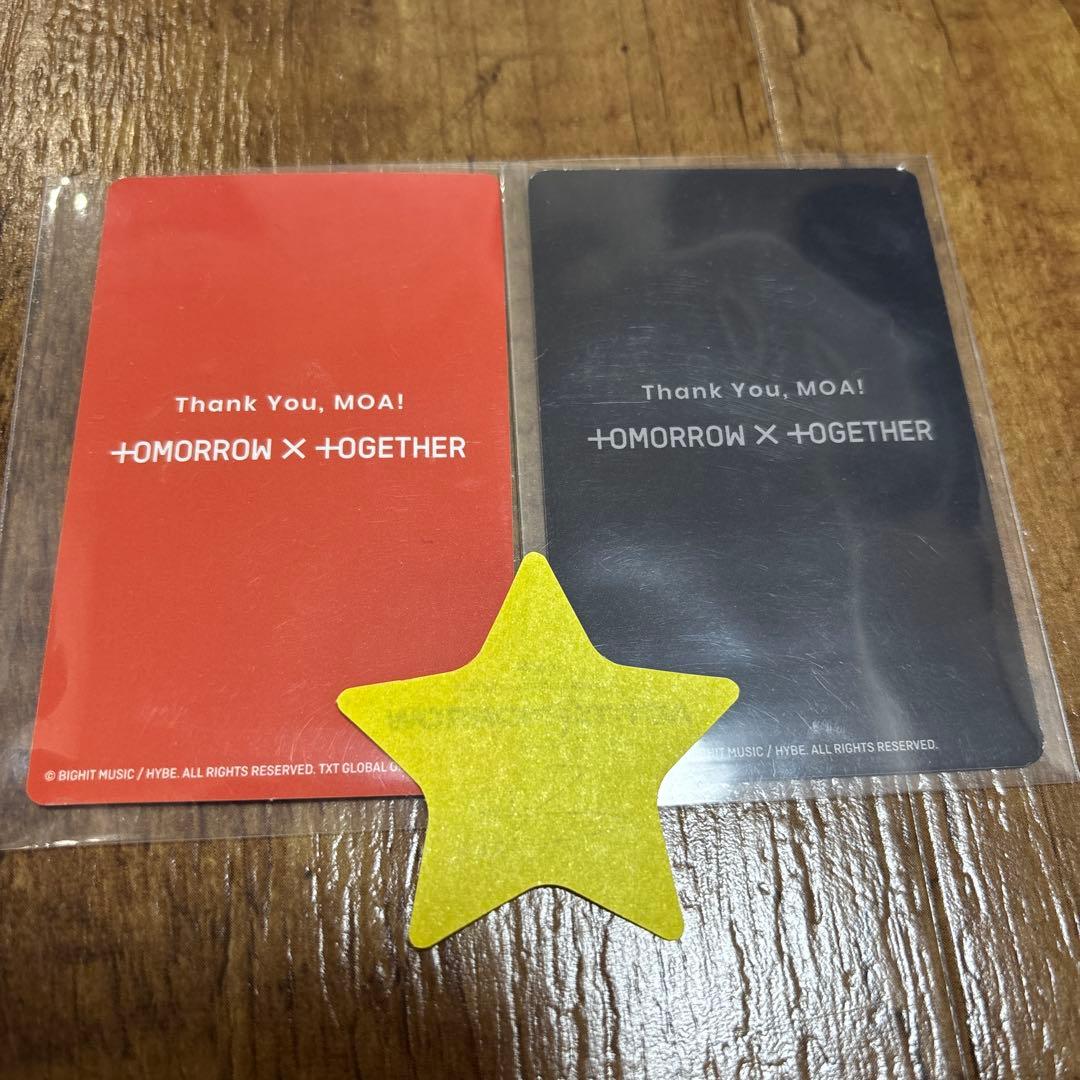 Thank You, MOA!
TOMORROW X TOGETHER
© BIGHIT MUSIC / HYBE. ALL RIGHTS RESERVED. TXT GLOBAL
Thank You, MOA!
TOMORROW X TOGETHER
MUSIC / HYBE. ALL RIGHTS RESERVED.